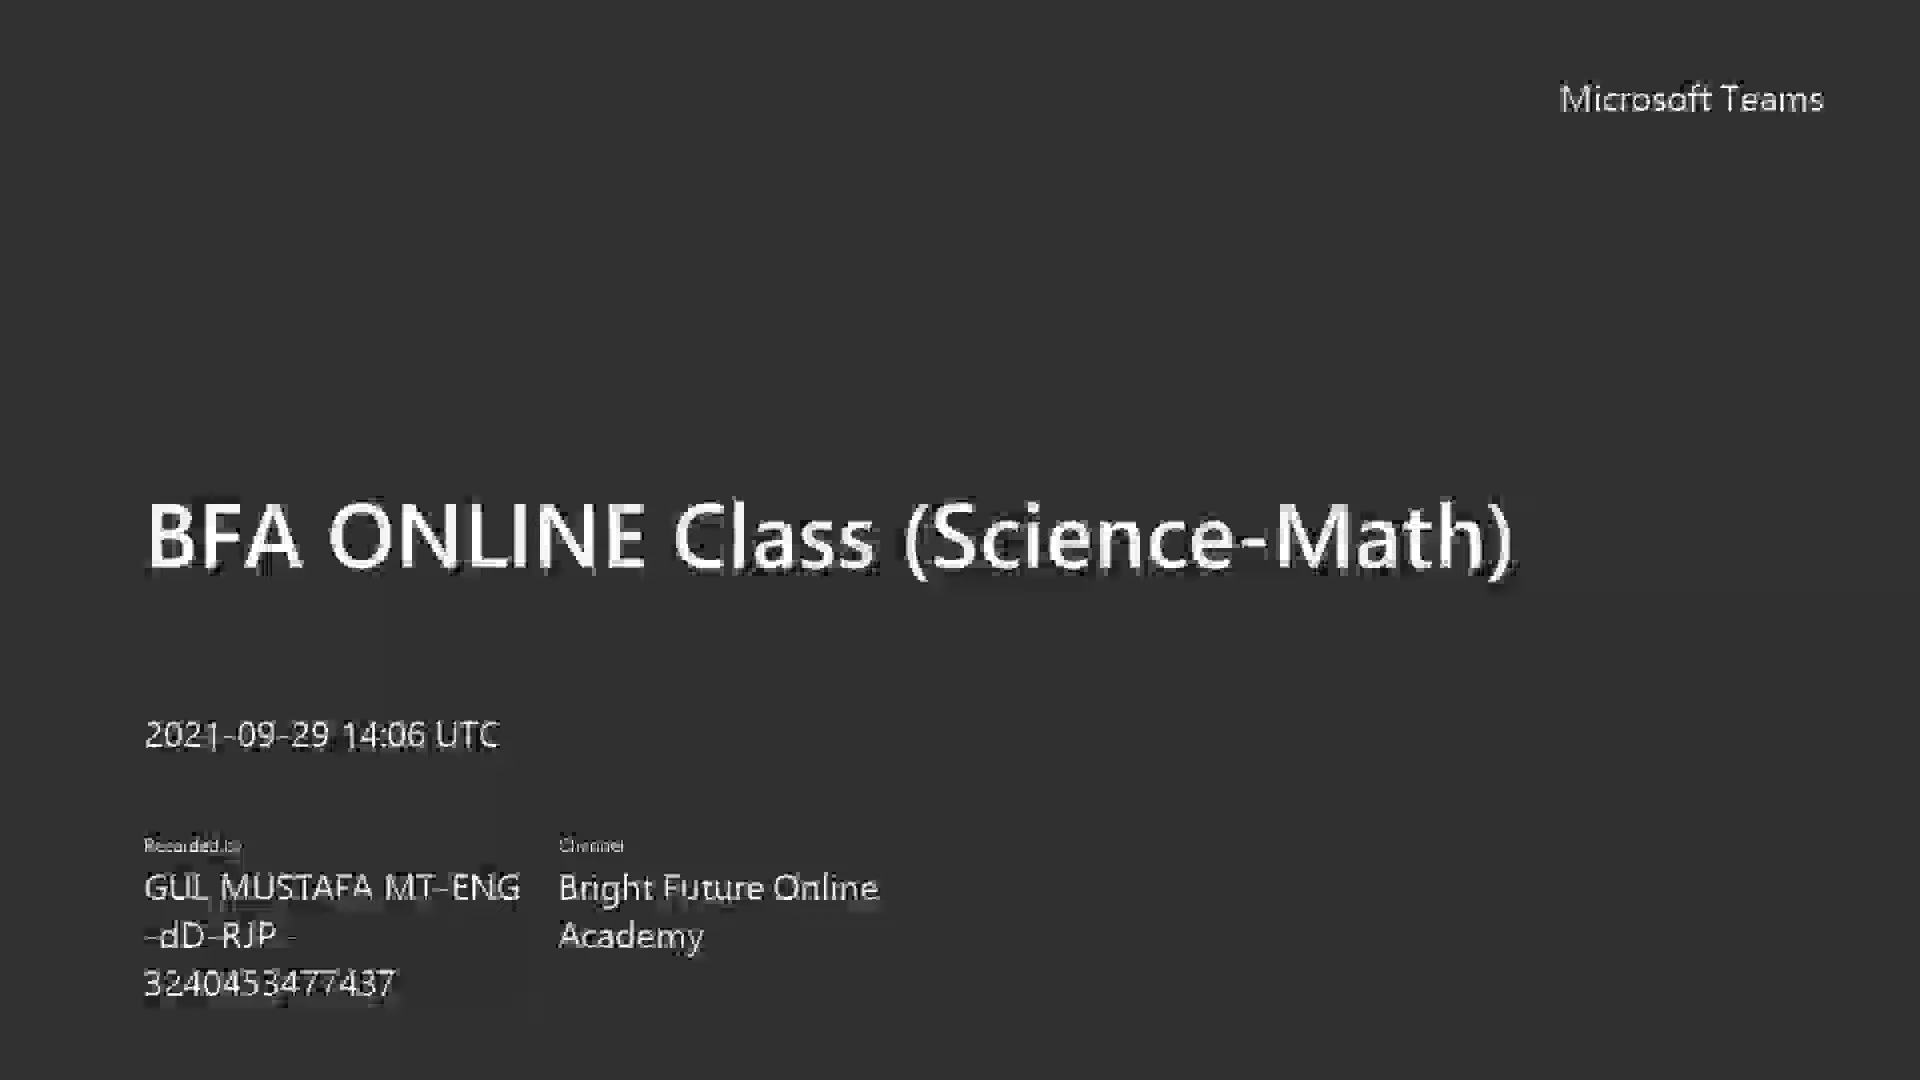 Microsoft Teams
BFA ONLINE Class (Science-Math)
2021-09-29 14:06 UTC
Recorded by
GUL MUSTAFA MT-ENG
-dD-RJP -
3240453477437
Channel
Bright Future Online
Academy